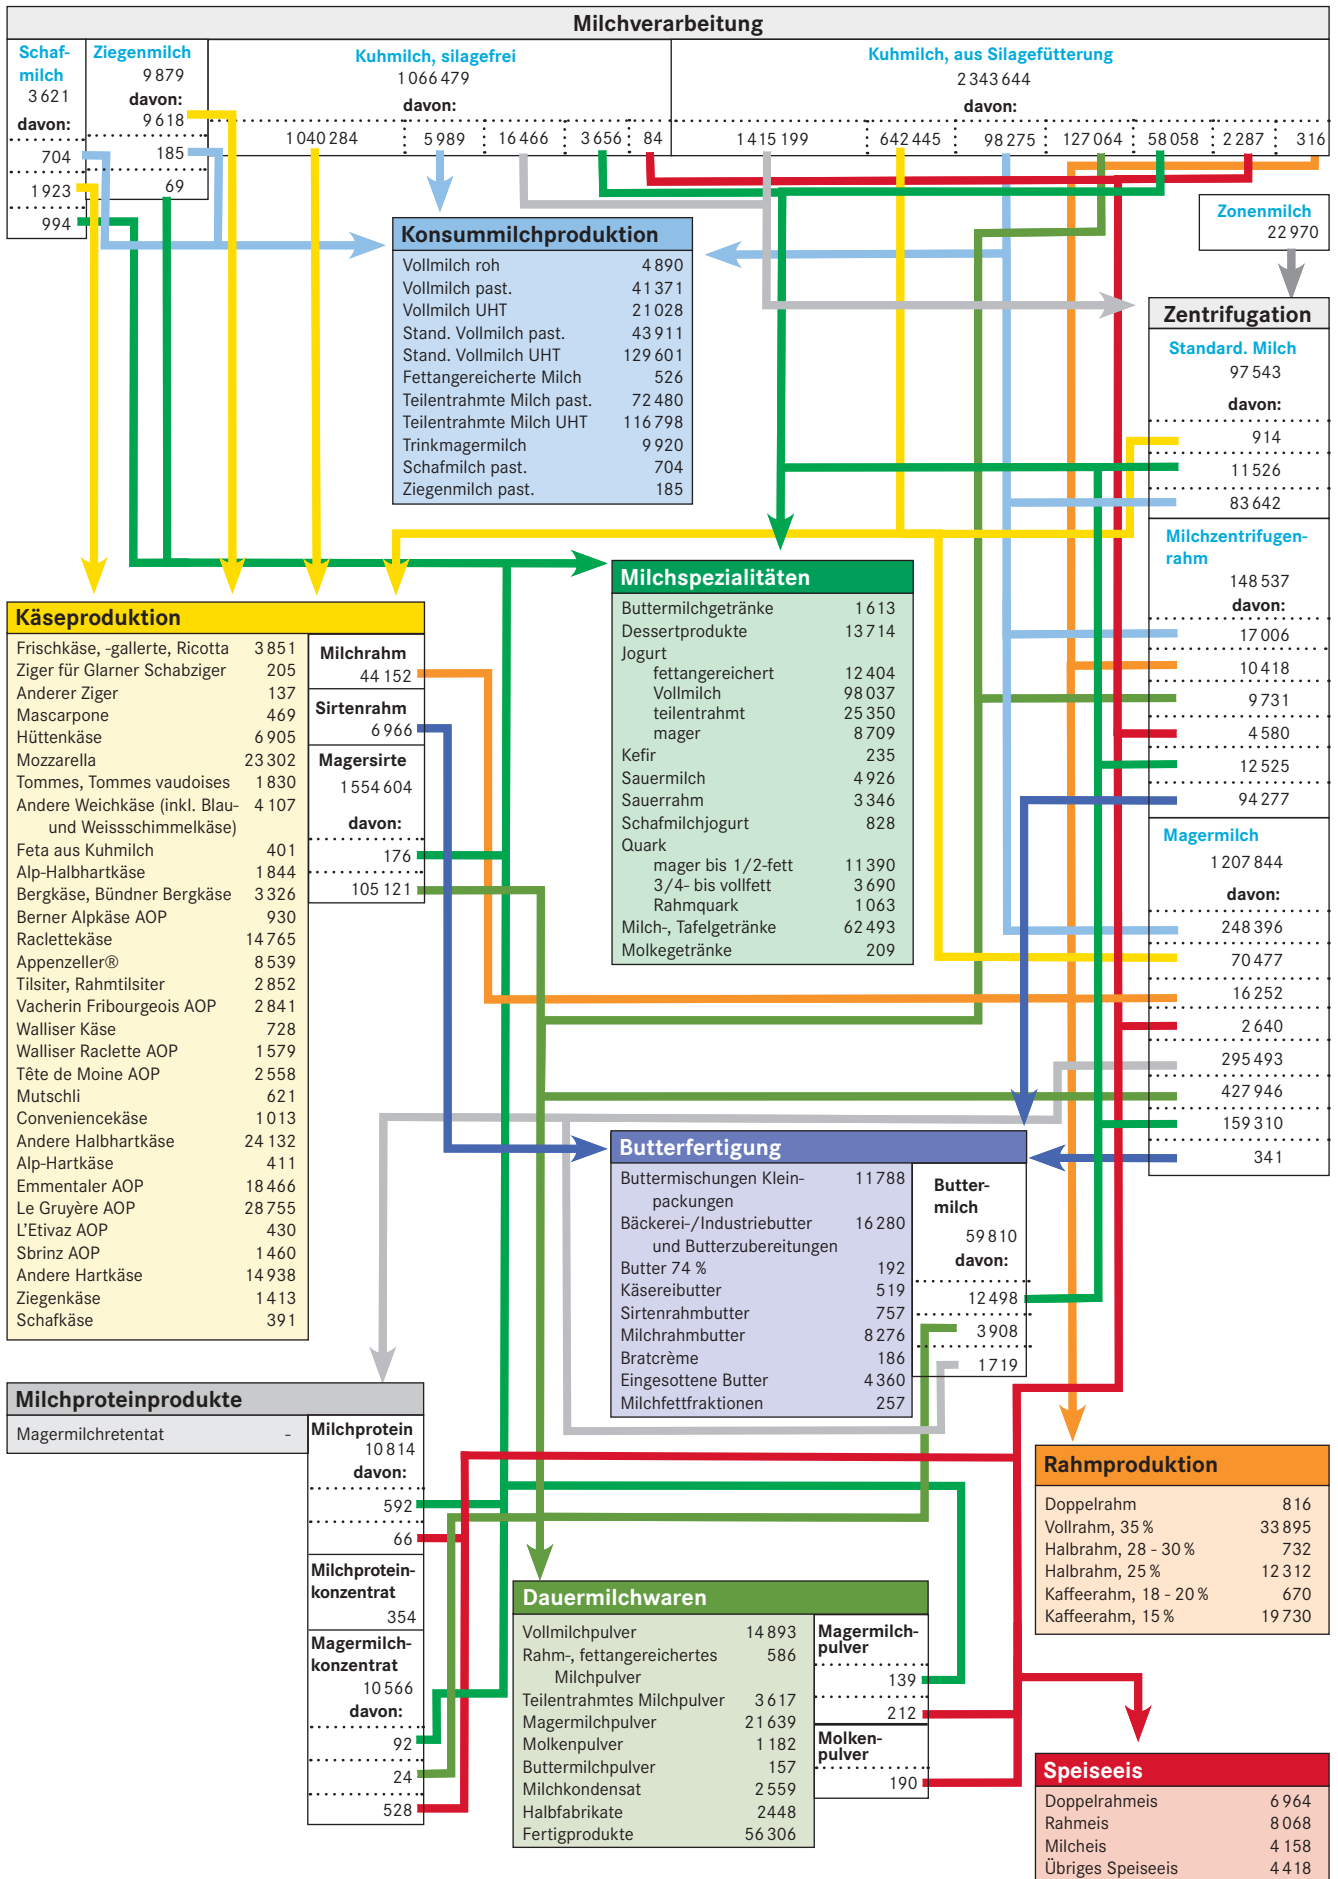 Milchverarbeitung
Schaf-
milch
3 621
davon:
704
1 923
994
Ziegenmilch
9 879
davon:
9 618
185
69
Kuhmilch, silagefrei
1 066 479
davon:
1 040 284 5 989 16 466 3 656 84
Kuhmilch, aus Silagefütterung
2 343 644
davon:
1 415 199 642 445 98 275 127 064 58 058 2 287 316
Zonenmilch
22 970
Konsummilchproduktion
Vollmilch roh 4 890
Vollmilch past. 41 371
Vollmilch UHT 21 028
Stand. Vollmilch past. 43 911
Stand. Vollmilch UHT 129 601
Fettangereicherte Milch 526
Teilentrahmte Milch past. 72 480
Teilentrahmte Milch UHT 116 798
Trinkmagermilch 9 920
Schafmilch past. 704
Ziegenmilch past. 185
Zentrifugation
Standard. Milch
97 543
davon:
914
11 526
83 642
Milchzentrifugen-
rahm
148 537
davon:
17 006
10 418
9 731
4 580
12 525
94 277
Magermilch
1 207 844
davon:
248 396
70 477
16 252
2 640
295 493
427 946
159 310
341
Milchspezialitäten
Buttermilchgetränke 1 613
Dessertprodukte 13 714
Jogurt
fettangereichert 12 404
Vollmilch 98 037
teilentrahmt 25 350
mager 8 709
Kefir 235
Sauermilch 4 926
Sauerrahm 3 346
Schafmilchjogurt 828
Quark
mager bis 1/2-fett 11 390
3/4- bis vollfett 3 690
Rahmquark 1 063
Milch-, Tafelgetränke 62 493
Molkegetränke 209
Käseproduktion
Frischkäse, -gallerte, Ricotta 3 851
Ziger für Glarner Schabziger 205
Anderer Ziger 137
Mascarpone 469
Hüttenkäse 6 905
Mozzarella 23 302
Tommes, Tommes vaudoises 1 830
Andere Weichkäse (inkl. Blau- 4 107
und Weissschimmelkäse)
Feta aus Kuhmilch 401
Alp-Halbhartkäse 1 844
Bergkäse, Bündner Bergkäse 3 326
Berner Alpkäse AOP 930
Raclettekäse 14 765
Appenzeller® 8 539
Tilsiter, Rahmtilsiter 2 852
Vacherin Fribourgeois AOP 2 841
Walliser Käse 728
Walliser Raclette AOP 1 579
Tête de Moine AOP 2 558
Mutschli 621
Conveniencekäse 1 013
Andere Halbhartkäse 24 132
Alp-Hartkäse 411
Emmentaler AOP 18 466
Le Gruyère AOP 28 755
L'Etivaz AOP 430
Sbrinz AOP 1 460
Andere Hartkäse 14 938
Ziegenkäse 1 413
Schafkäse 391
Milchrahm
44 152
Sirtenrahm
6 966
Magersirte
1 554 604
davon:
176
105 121
Butterfertigung
Buttermischungen Klein- 11 788
packungen
Bäckerei-/Industriebutter 16 280
und Butterzubereitungen
Butter 74 % 192
Käsereibutter 519
Sirtenrahmbutter 757
Milchrahmbutter 8 276
Bratcrème 186
Eingesottene Butter 4 360
Milchfettfraktionen 257
Butter-
milch
59 810
davon:
12 498
3 908
1 719
Milchproteinprodukte
Magermilchretentat -
Milchprotein
10 814
davon:
592
66
Milchprotein-
konzentrat
354
Magermilch-
konzentrat
10 566
davon:
92
24
528
Rahmproduktion
Doppelrahm 816
Vollrahm, 35 % 33 895
Halbrahm, 28 - 30 % 732
Halbrahm, 25 % 12 312
Kaffeerahm, 18 - 20 % 670
Kaffeerahm, 15 % 19 730
Dauermilchwaren
Vollmilchpulver 14 893
Rahm-, fettangereichertes 586
Milchpulver
Teilentrahmtes Milchpulver 3 617
Magermilchpulver 21 639
Molkenpulver 1 182
Buttermilchpulver 157
Milchkondensat 2 559
Halbfabrikate 2448
Fertigprodukte 56 306
Magermilch-
pulver
139
212
Molken-
pulver
190
Speiseeis
Doppelrahmeis 6 964
Rahmeis 8 068
Milcheis 4 158
Übriges Speiseeis 4 418